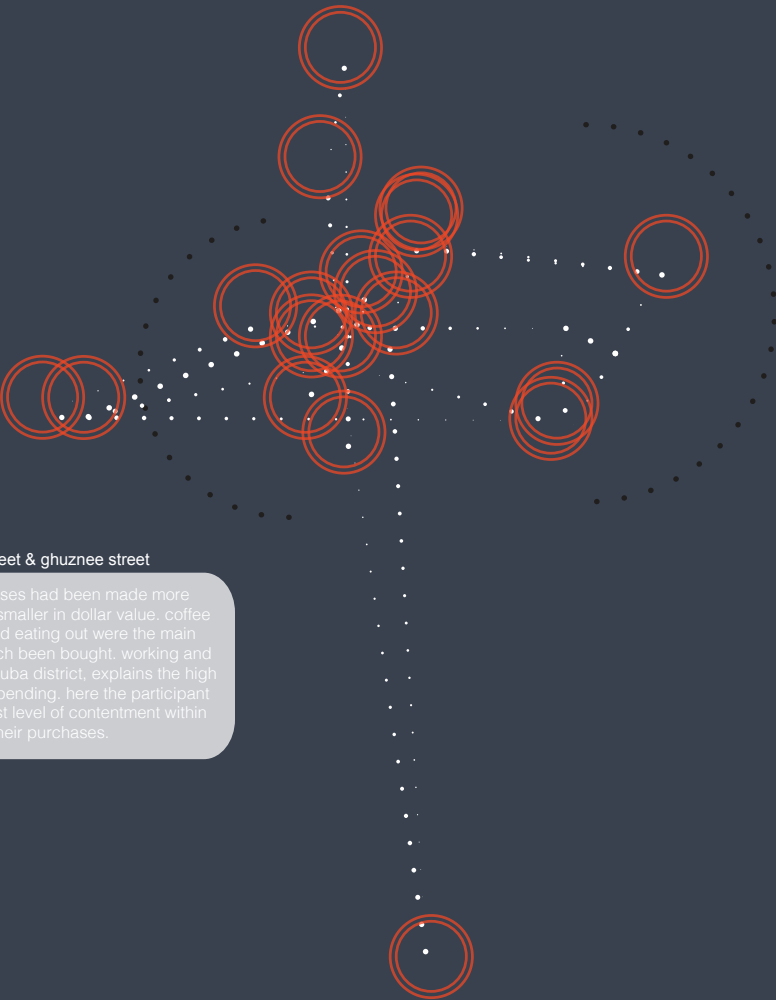 eet & ghuznee street
ses had been made more
smaller in dollar value. coffee
d eating out were the main
ch been bought. working and
uba district, explains the high
pending. here the participant
st level of contentment within
heir purchases.